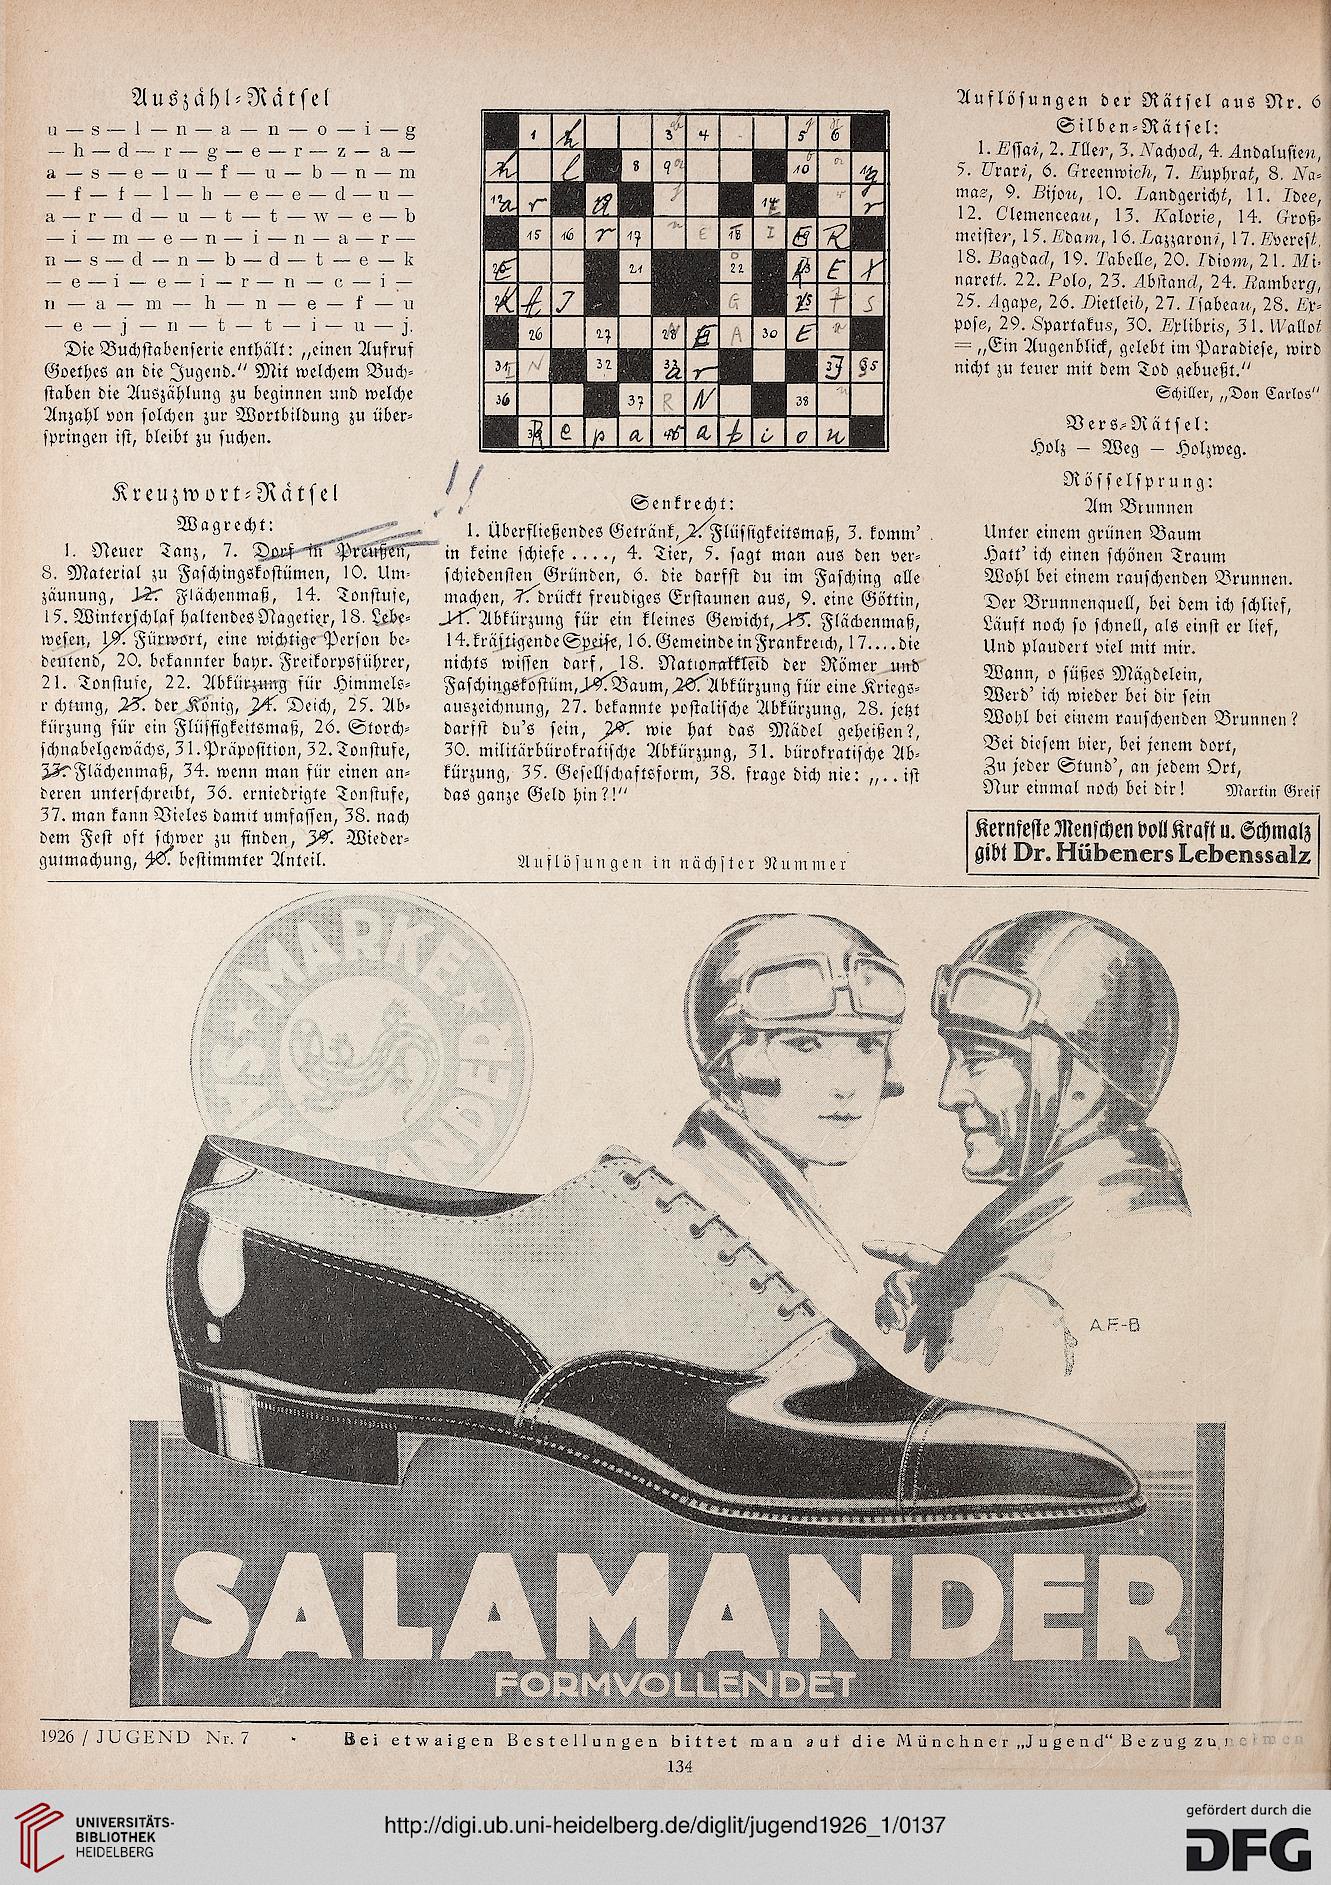 Auszähl-Rätsel
u — s — l — n — a — n — o — i — g
— h — d — r — g — e — r — z — a —
a — s — e — u — f — u — b — n — m
— f — f — l — h — e — e — d — u —
a — r — d — u — t — t — w — e — b
— i — m — e — n — i — n — a — r —
n — s — d — n — b — d — t — e — k
— e — i — e — i — r — n — c — i —
n — a — m — h — n — e — f — u
— e — j — n — t — t — i — u — j.
Die Buchstabenserie enthält: „einen Aufruf
Goethes an die Jugend." Mit welchem Buch-
staben die Auszählung zu beginnen und welche
Anzahl von solchen zur Wortbildung zu über-
springen ist, bleibt zu suchen.
Kreuzwort-Rätsel
Wagrecht:
1. Neuer Tanz, 7. Dorf in Preußen,
8. Material zu Faschingskostümen, 10. Um-
zäunung, 12. Flächenmaß, 14. Tonstufe,
15. Winterschlaf haltendes Nagetier, 18. Lebe-
wesen, 19. Fürwort, eine wichtige Person be-
deutend, 20. bekannter bayr. Freikorpsführer,
21. Tonstufe, 22. Abkürzung für Himmels-
r chtung, 23. der König, 24. Deich, 25. Ab-
kürzung für ein Flüssigkeitsmaß, 26. Storch-
schnabelgewächs, 31. Präposition, 32. Tonstufe,
33. Flächenmaß, 34. wenn man für einen an-
deren unterschreibt, 36. erniedrigte Tonstufe,
37. man kann Vieles damit umfassen, 38. nach
dem Fest oft schwer zu finden, 39. Wieder-
gutmachung, 40. bestimmter Anteil.
Senkrecht:
1. Überfließendes Getränk, 2. Flüssigkeitsmaß, 3. komm'
in keine schiefe . . . ., 4. Tier, 5. sagt man aus den ver-
schiedensten Gründen, 6. die darfst du im Fasching alle
machen, 7. drückt freudiges Erstaunen aus, 9. eine Göttin,
11. Abkürzung für ein kleines Gewicht, 13. Flächenmaß,
14. kräftigende Speise, 16. Gemeinde in Frankreich, 17. . . . die
nichts wissen darf, 18. Nationalkleid der Römer und
Faschingskostüm, 19. Baum, 20. Abkürzung für eine Kriegs-
auszeichnung, 27. bekannte postalische Abkürzung, 28. jetzt
darfst du's sein, 29. wie hat das Mädel geheißen?,
30. militärbürokratische Abkürzung, 31. bürokratische Ab-
kürzung, 35. Gesellschaftsform, 38. frage dich nie: „. . ist
das ganze Geld hin?!"
Auflösungen in nächster Nummer
Auflösungen der Rätsel aus Nr. 6
Silben-Rätsel:
1. Essai, 2. Iller, 3. Nachod, 4. Andalusien,
5. Urari, 6. Greenwich, 7. Euphrat, 8. Na-
maz, 9. Bijou, 10. Landgericht, 11. Idee,
12. Clemenceau, 13. Kalorie, 14. Groß-
meister, 15. Edam, 16. Lazzaroni, 17. Everest,
18. Bagdad, 19. Tabelle, 20. Idiom, 21. Mi-
narett. 22. Polo, 23. Abstand, 24. Ramberg,
25. Agape, 26. Dietleib, 27. Isabeau, 28. Ex-
pose, 29. Spartakus, 30. Exlibris, 31. Wallot
= „Ein Augenblick, gelebt im Paradiese, wird
nicht zu teuer mit dem Tod gebueßt."
Schiller, „Don Carlos"
Vers-Rätsel:
Holz — Weg — Holzweg.
Rösselsprung:
Am Brunnen
Unter einem grünen Baum
Hatt' ich einen schönen Traum
Wohl bei einem rauschenden Brunnen.
Der Brunnenquell, bei dem ich schlief,
Läuft noch so schnell, als einst er lief,
Und plaudert viel mit mir.
Wann, o süßes Mägdelein,
Werd' ich wieder bei dir sein
Wohl bei einem rauschenden Brunnen?
Bei diesem hier, bei jenem dort,
Zu jeder Stund', an jedem Ort,
Nur einmal noch bei dir! Martin Greif
Kernfeste Menschen voll Kraft u. Schmalz
gibt Dr. Hübeners Lebenssalz
MARKE
A.F.-B
SALAMANDER
FORMVOLLENDET
1926 / JUGEND Nr. 7 Bei etwaigen Bestellungen bittet man auf die Münchner „Jugend" Bezug zu nehmen
134
UNIVERSITÄTS-
BIBLIOTHEK
HEIDELBERG
http://digi.ub.uni-heidelberg.de/diglit/jugend1926_1/0137
gefördert durch die
DFG